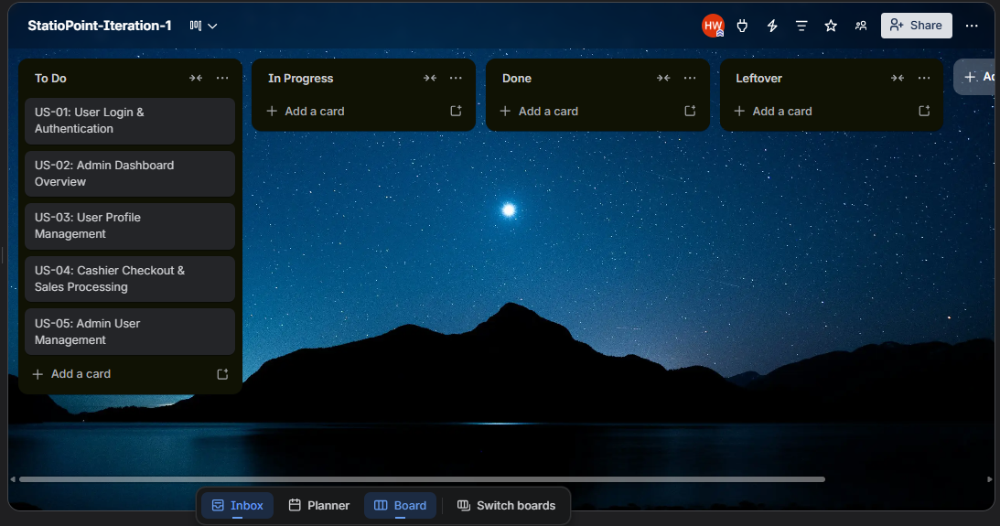 StatioPoint-Iteration-1
HW
Share
To Do
US-01: User Login &
Authentication
US-02: Admin Dashboard
Overview
US-03: User Profile
Management
US-04: Cashier Checkout &
Sales Processing
US-05: Admin User
Management
Add a card
In Progress
Add a card
Done
Add a card
Leftover
Add a card
Inbox
Planner
Board
Switch boards